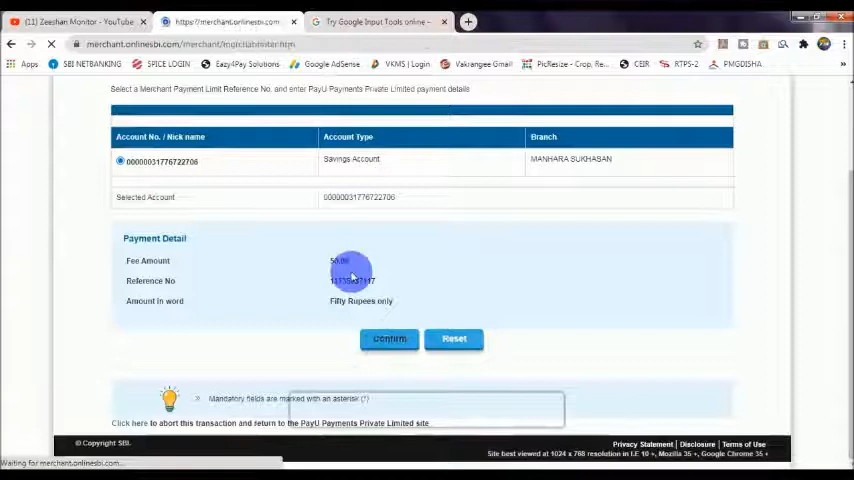 (11) Zeeshan Monitor - YouTube
https://merchant.onlinesbi.com/
Try Google Input Tools online –
merchant.onlinesbi.com/merchant/
Apps
SBI NETBANKING
SPICE LOGIN
Eazy4Pay Solutions
Google AdSense
VKMS | Login
Vakrangee Gmail
PicResize - Crop, Re...
CEIR
RTPS-2
PMGDISHA
Select a Merchant Payment Limit Reference No. and enter PayU Payments Private Limited payment details
Account No. / Nick name Account Type Branch
00000031776722706 Savings Account MANHARA SUKHASAN
Selected Account 00000031776722706
Payment Detail
Fee Amount 50.00
Reference No
Amount in word Fifty Rupees only
Confirm Reset
» Mandatory fields are marked with an asterisk (*)
Click here to abort this transaction and return to the PayU Payments Private Limited site
© Copyright SBI.
Privacy Statement | Disclosure | Terms of Use
Site best viewed at 1024 x 768 resolution in I.E 10 +, Mozilla 35 +, Google Chrome 35 +
Waiting for merchant.onlinesbi.com...